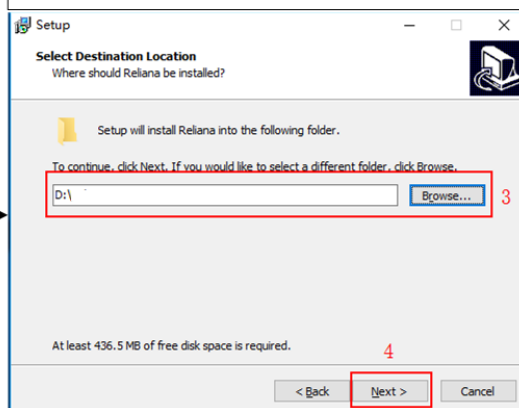 Setup
Select Destination Location
Where should Reliana be installed?
Setup will install Reliana into the following folder.
To continue, click Next. If you would like to select a different folder, click Browse.
D:\
Browse...
3
At least 436.5 MB of free disk space is required.
4
< Back
Next >
Cancel